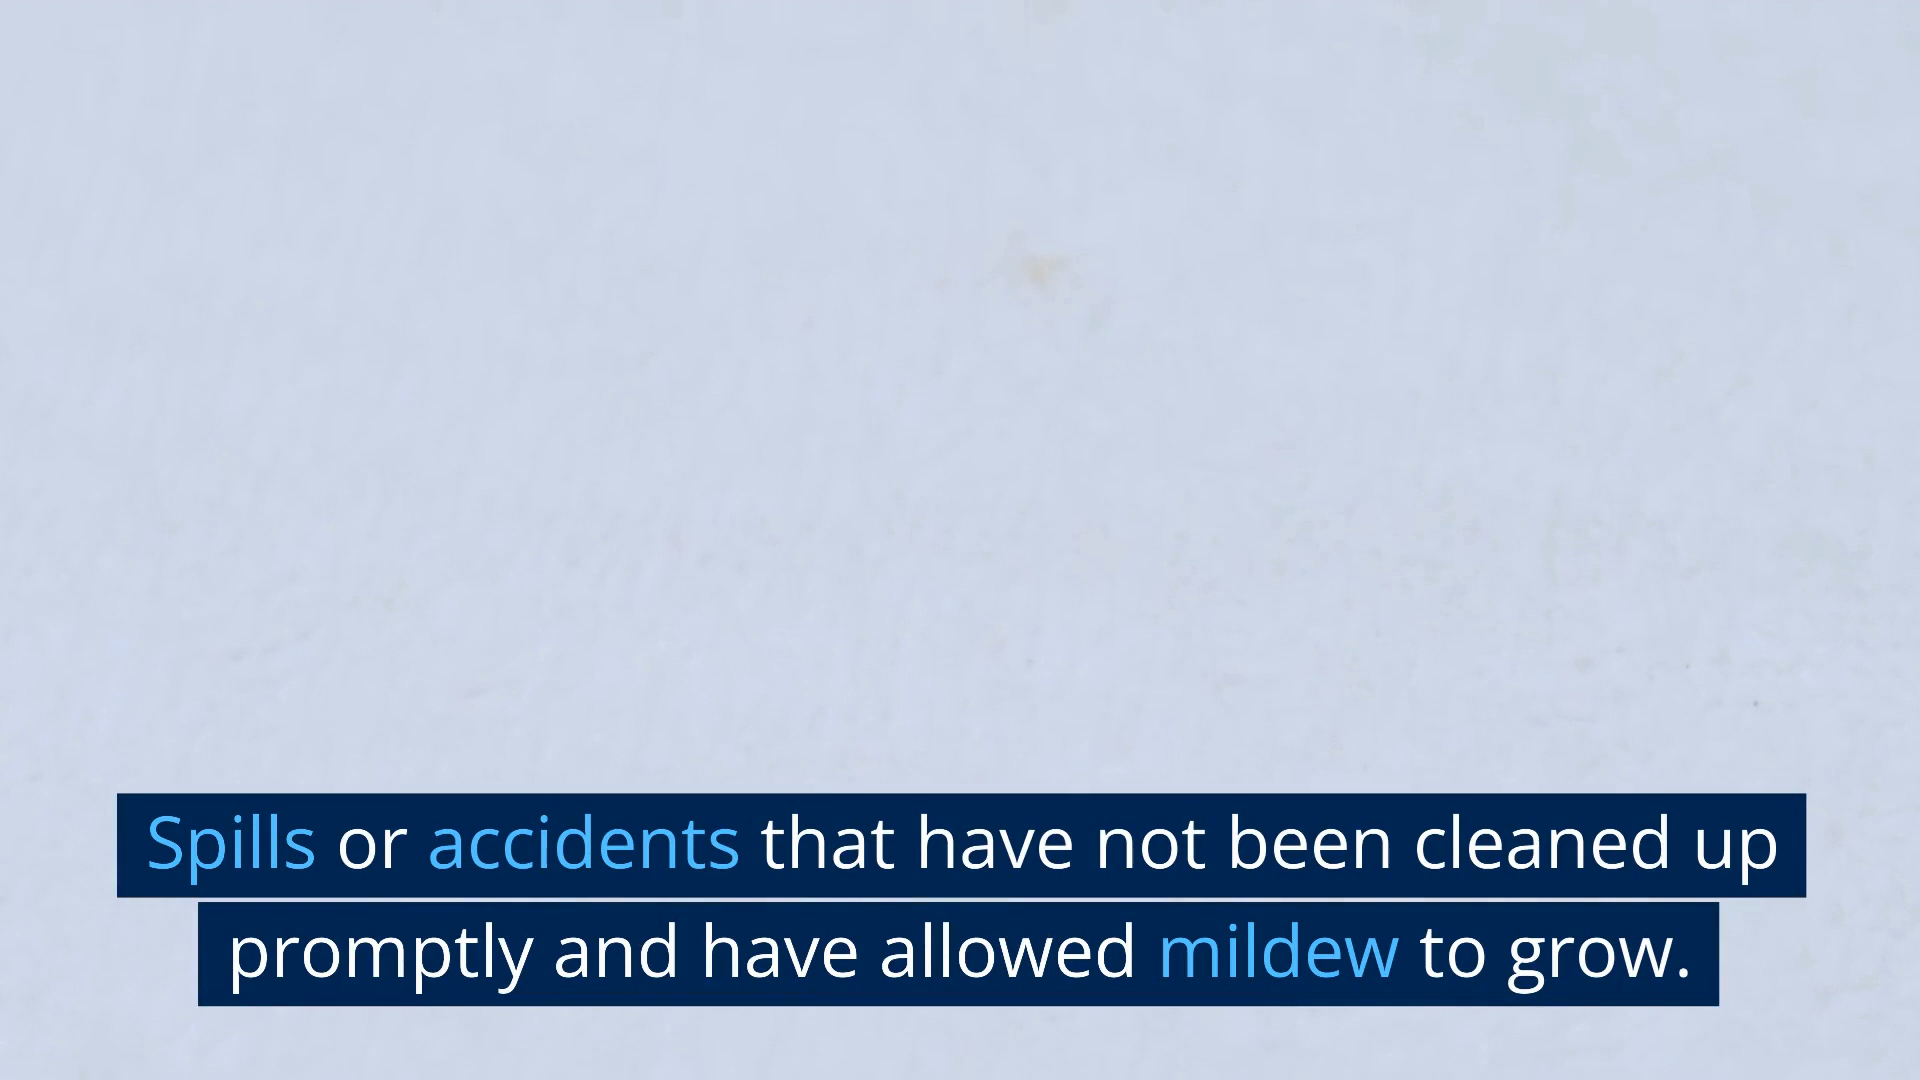 Spills or accidents that have not been cleaned up
promptly and have allowed mildew to grow.